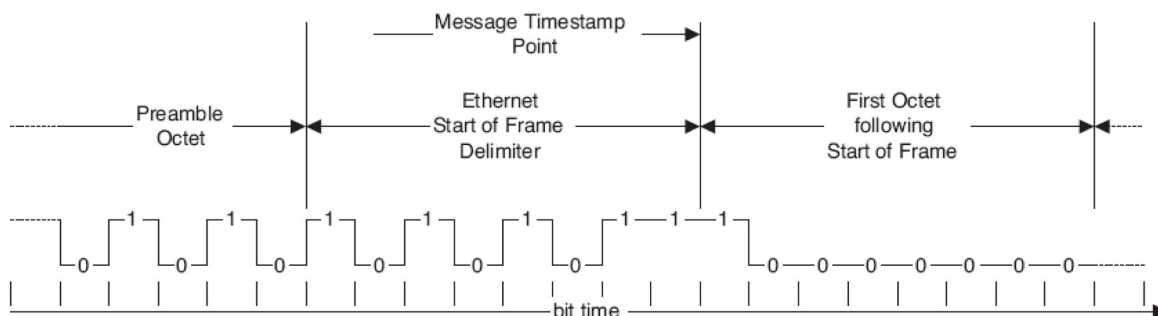 Message Timestamp
Point
Preamble
Octet
Ethernet
Start of Frame
Delimiter
First Octet
following
Start of Frame
0 1 0 1 0 1 0 1 0 1 0 1 1 1 0 0 0 0 0 0 0
bit time